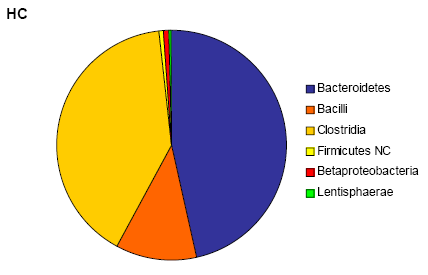 HC
Bacteroidetes
Bacilli
Clostridia
Firmicutes NC
Betaproteobacteria
Lentisphaerae